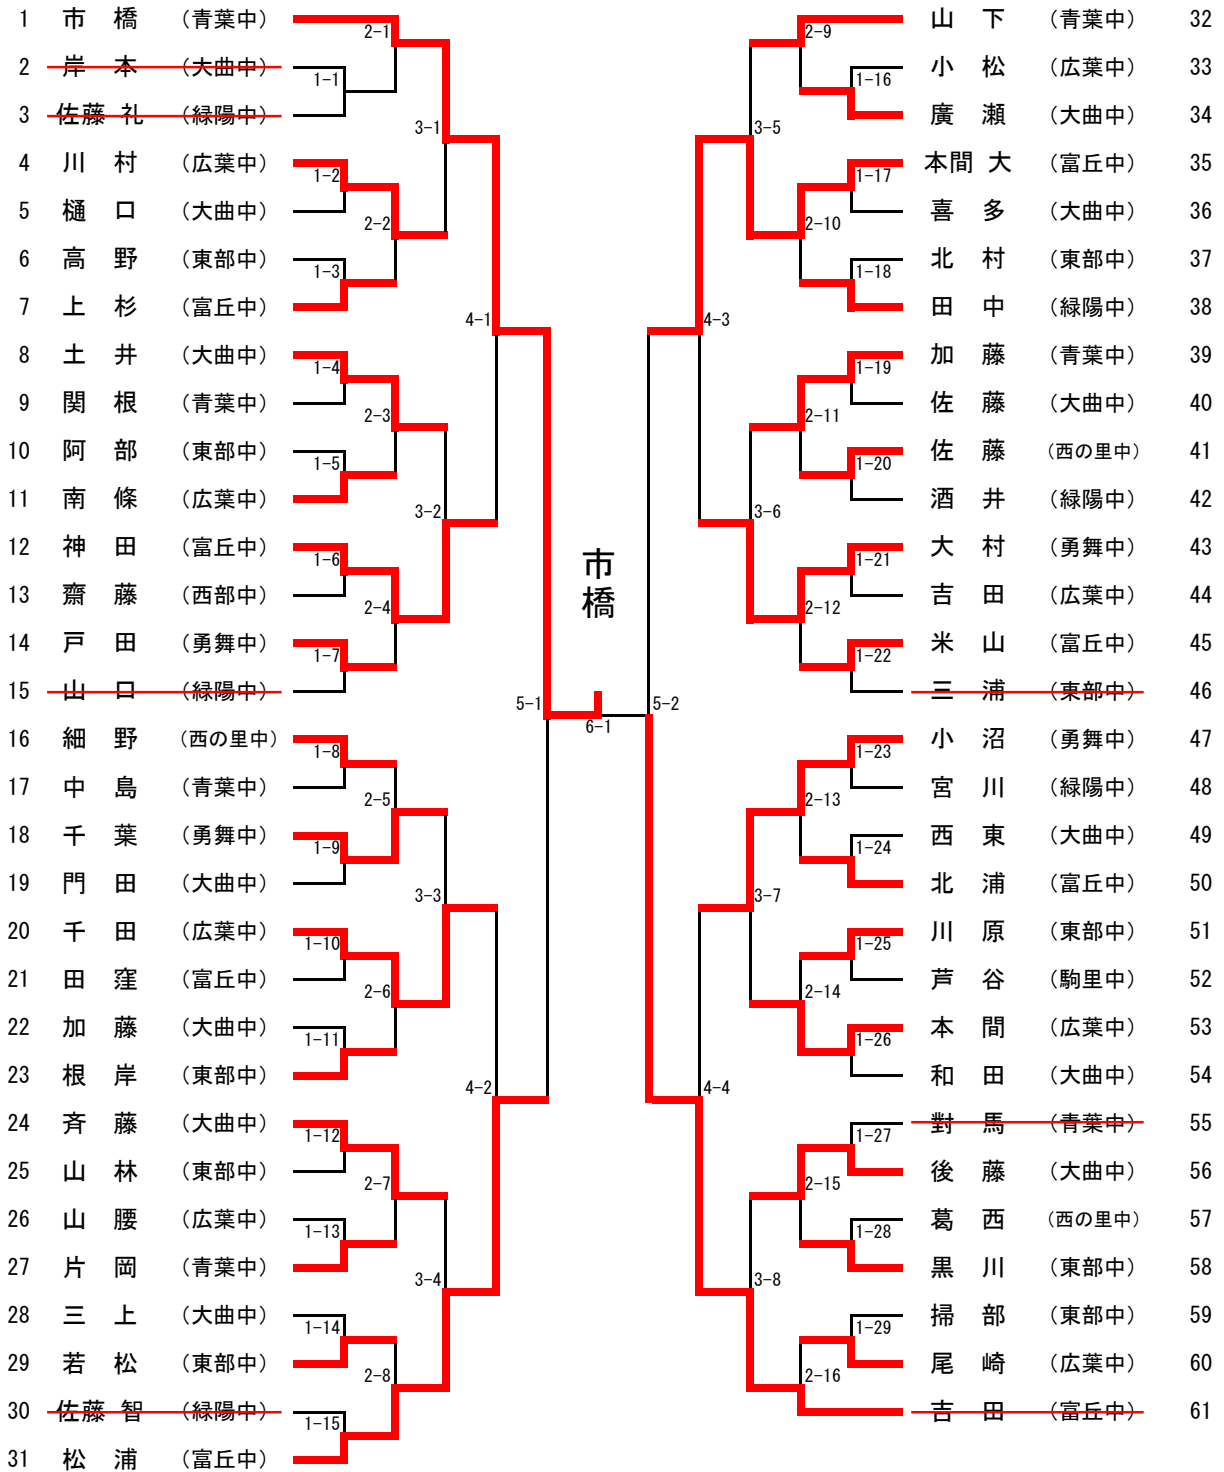 1 市 橋 (青葉中)
2 岸 本 (大曲中)
3 佐藤 礼 (緑陽中)
4 川 村 (広葉中)
5 樋 口 (大曲中)
6 高 野 (東部中)
7 上 杉 (富丘中)
8 土 井 (大曲中)
9 関 根 (青葉中)
10 阿 部 (東部中)
11 南 條 (広葉中)
12 神 田 (富丘中)
13 齋 藤 (西部中)
14 戸 田 (勇舞中)
15 山 口 (緑陽中)
16 細 野 (西の里中)
17 中 島 (青葉中)
18 千 葉 (勇舞中)
19 門 田 (大曲中)
20 千 田 (広葉中)
21 田 窪 (富丘中)
22 加 藤 (大曲中)
23 根 岸 (東部中)
24 斉 藤 (大曲中)
25 山 林 (東部中)
26 山 腰 (広葉中)
27 片 岡 (青葉中)
28 三 上 (大曲中)
29 若 松 (東部中)
30 佐藤 智 (緑陽中)
31 松 浦 (富丘中)
1-1
1-2
1-3
1-4
1-5
1-6
1-7
1-8
1-9
1-10
1-11
1-12
1-13
1-14
1-15
2-1
2-2
2-3
2-4
2-5
2-6
2-7
2-8
3-1
3-2
3-3
3-4
4-1
4-2
5-1
市橋
6-1
5-2
4-3
4-4
3-5
3-6
3-7
3-8
2-9
2-10
2-11
2-12
2-13
2-14
2-15
2-16
1-16
1-17
1-18
1-19
1-20
1-21
1-22
1-23
1-24
1-25
1-26
1-27
1-28
1-29
山 下 (青葉中) 32
小 松 (広葉中) 33
廣 瀬 (大曲中) 34
本間 大 (富丘中) 35
喜 多 (大曲中) 36
北 村 (東部中) 37
田 中 (緑陽中) 38
加 藤 (青葉中) 39
佐 藤 (大曲中) 40
佐 藤 (西の里中) 41
酒 井 (緑陽中) 42
大 村 (勇舞中) 43
吉 田 (広葉中) 44
米 山 (富丘中) 45
三 浦 (東部中) 46
小 沼 (勇舞中) 47
宮 川 (緑陽中) 48
西 東 (大曲中) 49
北 浦 (富丘中) 50
川 原 (東部中) 51
芦 谷 (駒里中) 52
本 間 (広葉中) 53
和 田 (大曲中) 54
對 馬 (青葉中) 55
後 藤 (大曲中) 56
葛 西 (西の里中) 57
黒 川 (東部中) 58
掃 部 (東部中) 59
尾 崎 (広葉中) 60
吉 田 (富丘中) 61